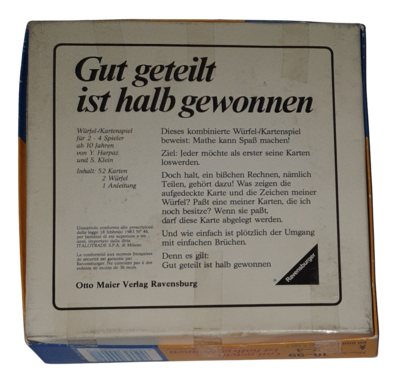 Gut geteilt
ist halb gewonnen
Würfel-/Kartenspiel
für 2 - 4 Spieler
ab 10 Jahren
von Y. Harpaz
und S. Klein
Inhalt: 52 Karten
2 Würfel
1 Anleitung
Dieses kombinierte Würfel-/Kartenspiel
beweist: Mathe kann Spaß machen!
Ziel: Jeder möchte als erster seine Karten
loswerden.
Doch halt, ein bißchen Rechnen, nämlich
Teilen, gehört dazu! Was zeigen die
aufgedeckte Karte und die Zeichen meiner
Würfel? Paßt eine meiner Karten, die ich
noch besitze? Wenn sie paßt,
darf diese Karte abgelegt werden.
Und wie einfach ist plötzlich der Umgang
mit einfachen Brüchen.
Denn es gilt:
Gut geteilt ist halb gewonnen
Otto Maier Verlag Ravensburg
Ravensburger